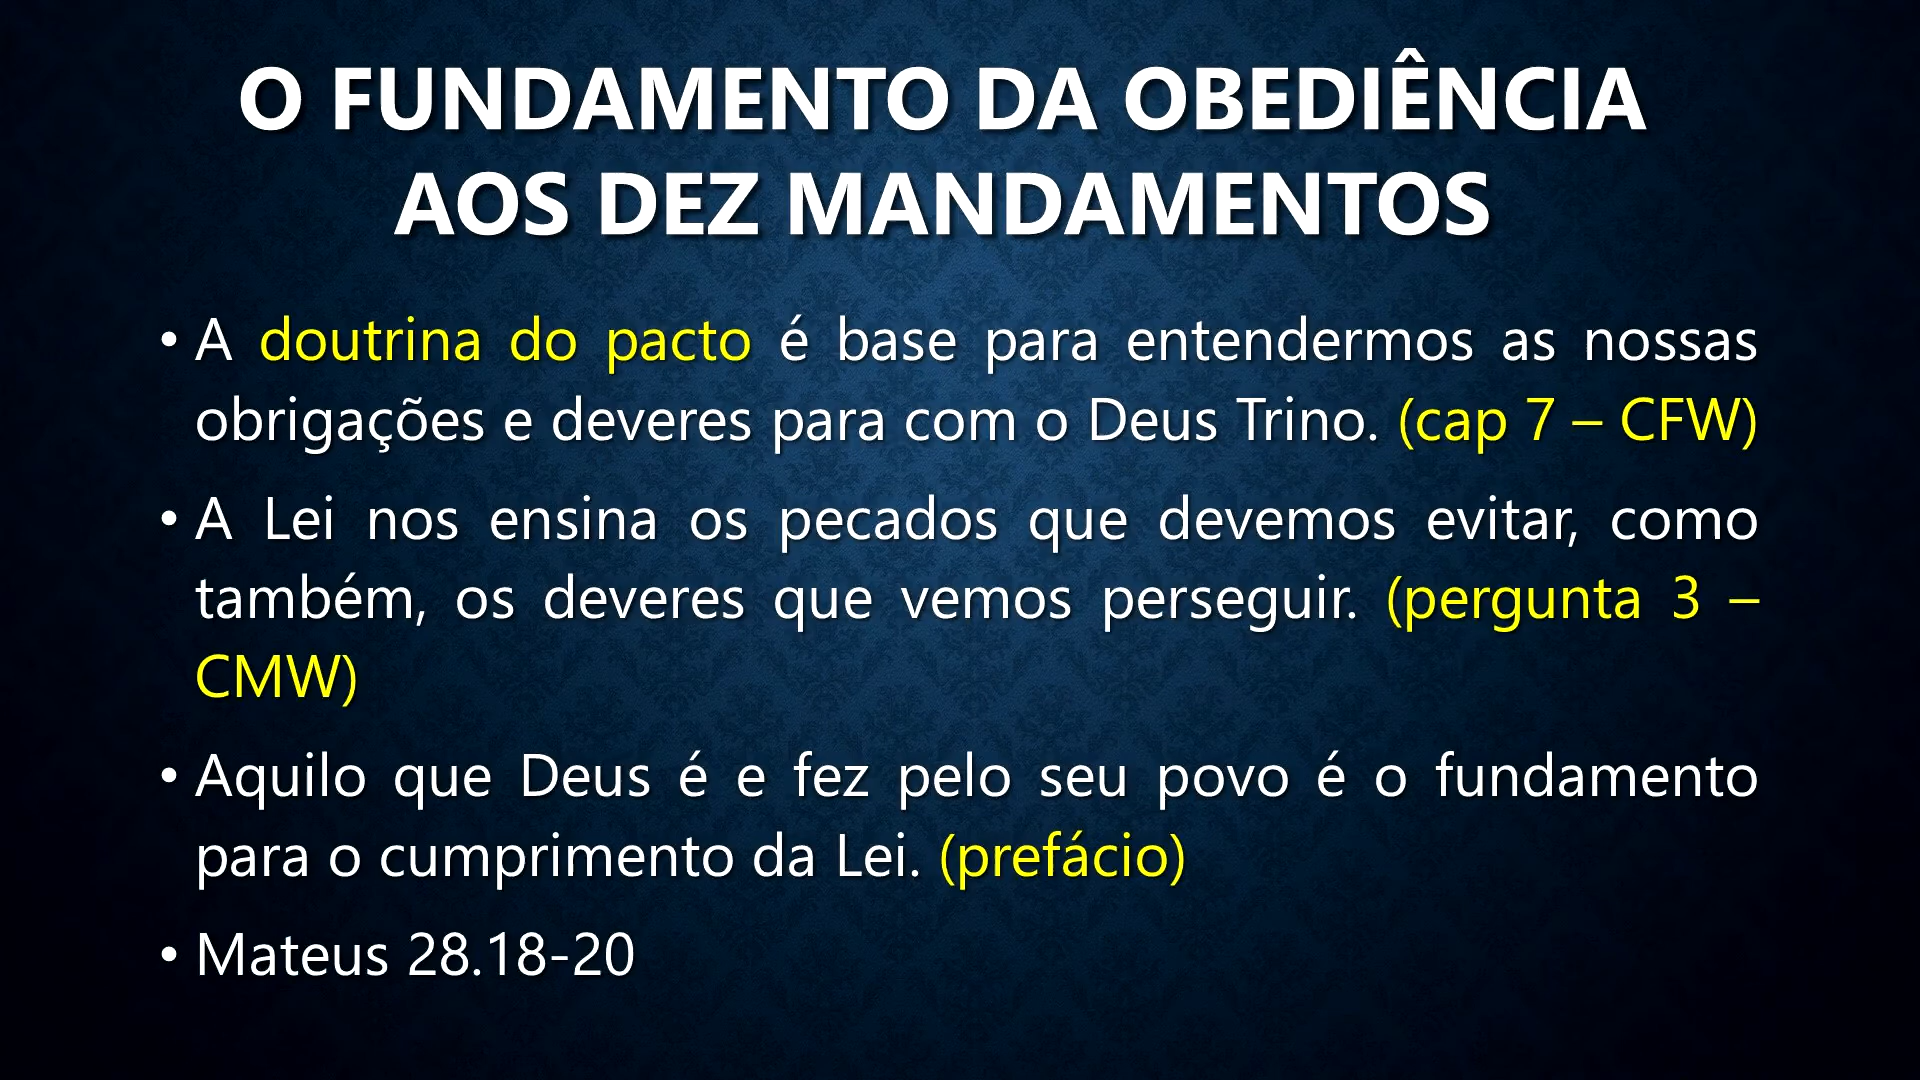 O FUNDAMENTO DA OBEDIÊNCIA
AOS DEZ MANDAMENTOS
• A doutrina do pacto é base para entendermos as nossas
obrigações e deveres para com o Deus Trino. (cap 7 – CFW)
• A Lei nos ensina os pecados que devemos evitar, como
também, os deveres que vemos perseguir. (pergunta 3 –
CMW)
• Aquilo que Deus é e fez pelo seu povo é o fundamento
para o cumprimento da Lei. (prefácio)
• Mateus 28.18-20